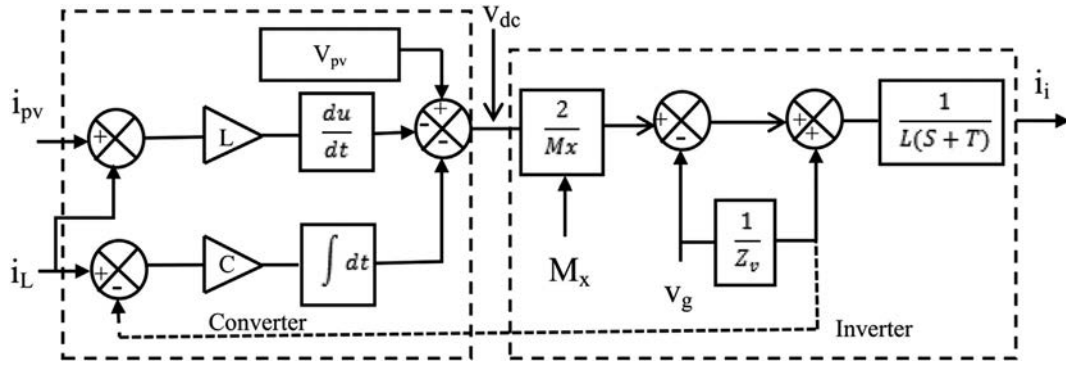 v_dc
V_pv
i_pv
+
L
du/dt
+
-
-
2/Mx
+
-
+
+
1/L(S + T)
i_i
i_L
+
-
C
∫ dt
M_x
v_g
1/Z_v
Converter
Inverter